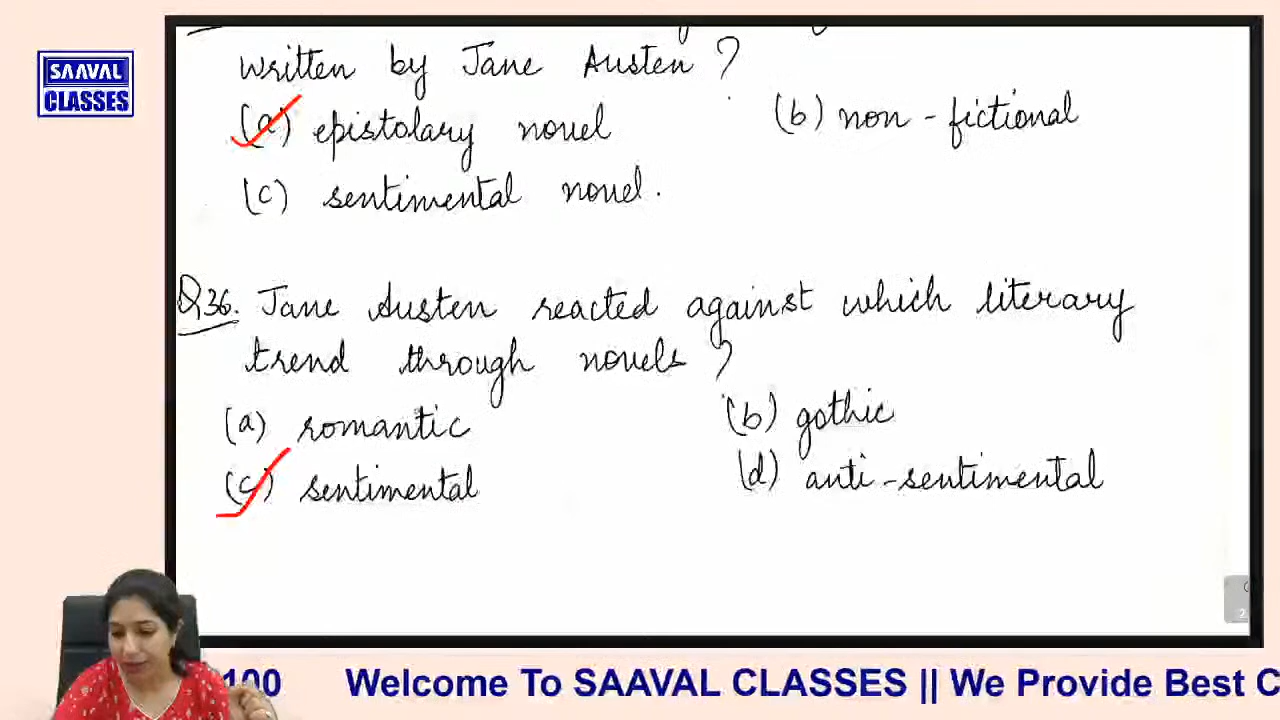 SAAVAL
CLASSES
written by Jane Austen ?
(a) epistolary novel (b) non-fictional
(c) sentimental novel.
Q36. Jane Austen reacted against which literary
trend through novels ?
(a) romantic (b) gothic
(c) sentimental (d) anti-sentimental
100 Welcome To SAAVAL CLASSES || We Provide Best C